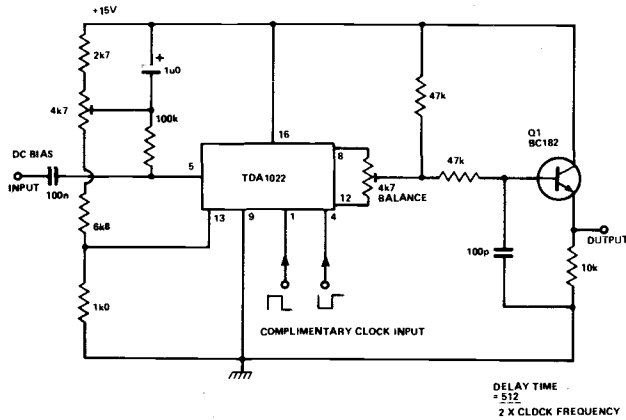 +15V
2k7
+
1u0
4k7
100k
47k
Q1
BC182
DC BIAS
INPUT
100n
5
16
TDA1022
8
12
13
9
1
4
4k7
BALANCE
47k
6k8
100p
10k
OUTPUT
1k0
COMPLIMENTARY CLOCK INPUT
DELAY TIME
= 512
2 X CLOCK FREQUENCY